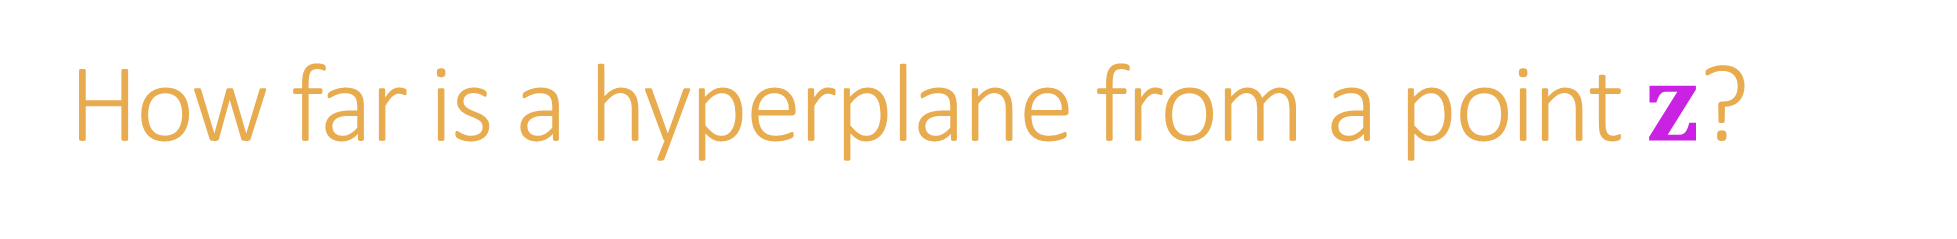 How far is a hyperplane from a point z?